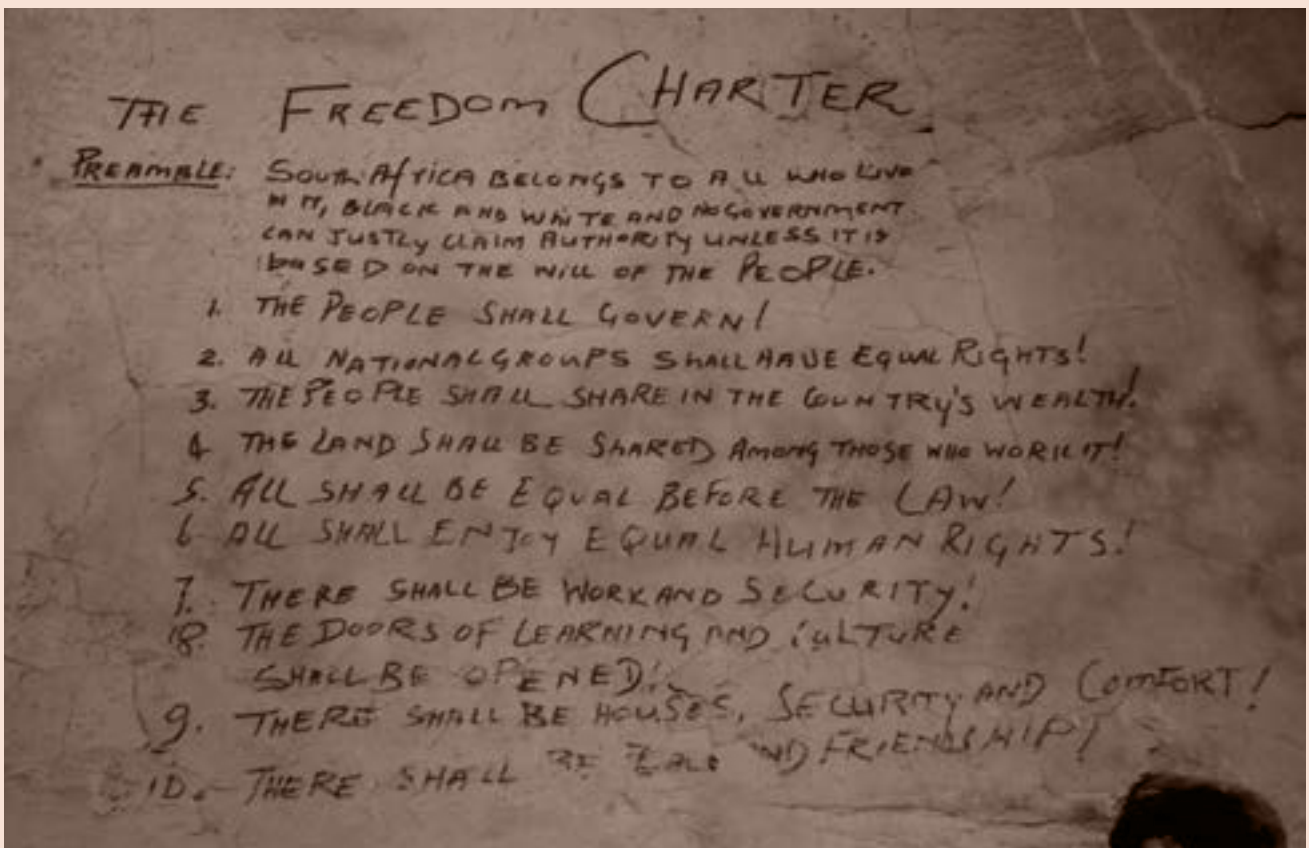 THE FREEDOM CHARTER
PREAMBLE: SOUTH AFRICA BELONGS TO ALL WHO LIVE
IN IT, BLACK AND WHITE AND NO GOVERNMENT
CAN JUSTLY CLAIM AUTHORITY UNLESS IT IS
BASED ON THE WILL OF THE PEOPLE.
1. THE PEOPLE SHALL GOVERN!
2. ALL NATIONAL GROUPS SHALL HAVE EQUAL RIGHTS!
3. THE PEOPLE SHALL SHARE IN THE COUNTRY'S WEALTH!
4 THE LAND SHALL BE SHARED AMONG THOSE WHO WORK IT!
5. ALL SHALL BE EQUAL BEFORE THE LAW!
6 ALL SHALL ENJOY EQUAL HUMAN RIGHTS!
7. THERE SHALL BE WORK AND SECURITY!
8. THE DOORS OF LEARNING AND CULTURE
SHALL BE OPENED!
9. THERE SHALL BE HOUSES, SECURITY AND COMFORT!
10. THERE SHALL BE AND FRIENDSHIP!